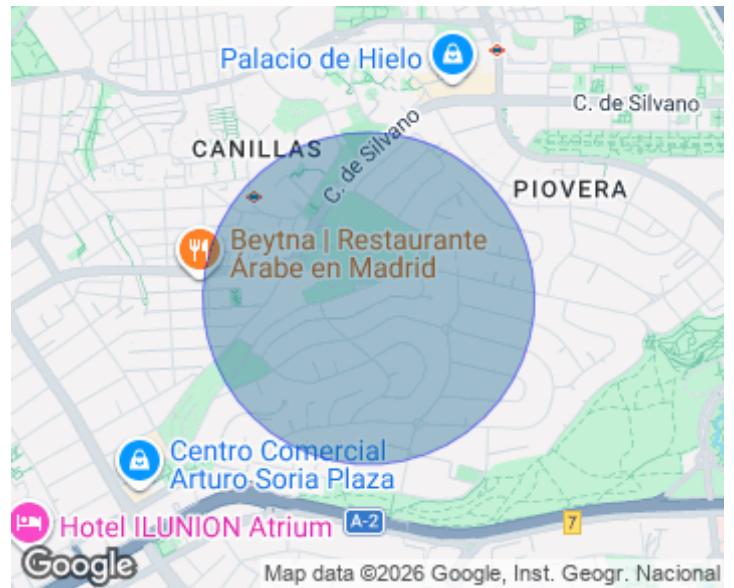 Palacio de Hielo
C. de Silvano
CANILLAS
C. de Silvano
PIOVERA
Beytna | Restaurante
Árabe en Madrid
Centro Comercial
Arturo Soria Plaza
A-2
7
Hotel ILUNION Atrium
Google
Map data ©2026 Google, Inst. Geogr. Nacional